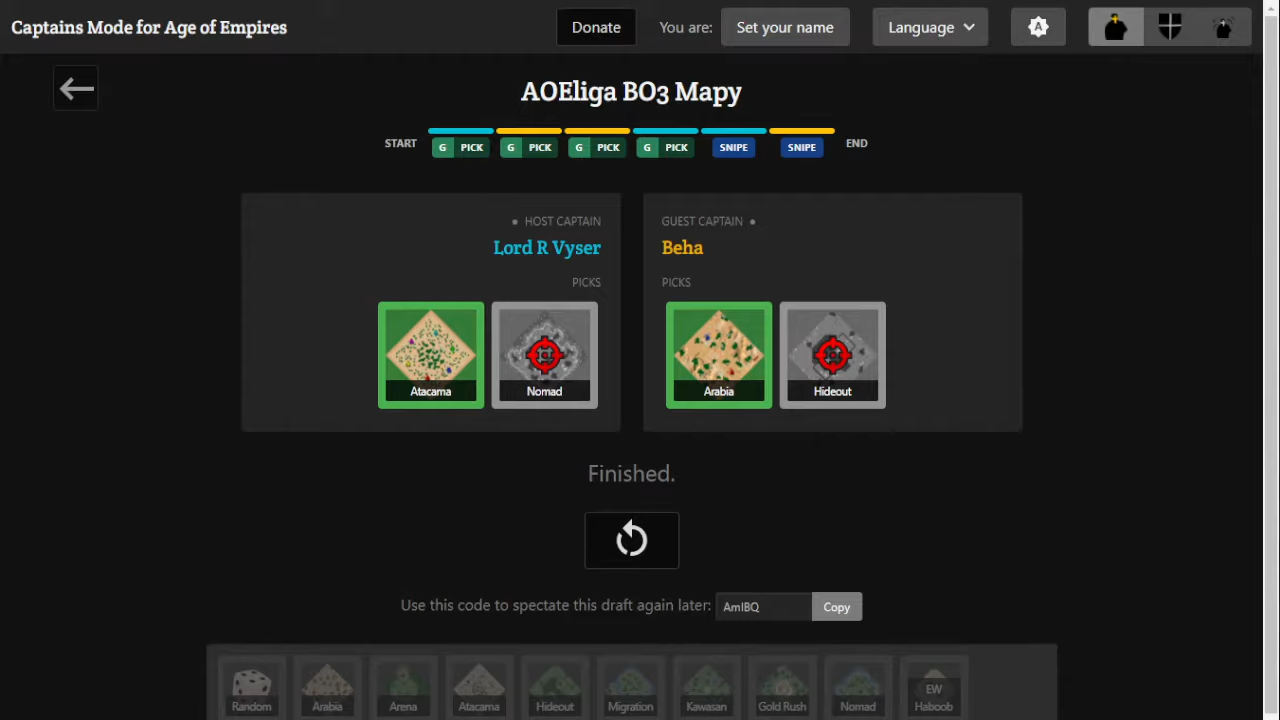 Captains Mode for Age of Empires
Donate
You are:
Set your name
Language
A
AOEliga BO3 Mapy
START
G PICK
G PICK
G PICK
G PICK
SNIPE
SNIPE
END
HOST CAPTAIN
Lord R Vyser
PICKS
Atacama
Nomad
GUEST CAPTAIN
Beha
PICKS
Arabia
Hideout
Finished.
Use this code to spectate this draft again later:
AmIBQ
Copy
Random
Arabia
Arena
Atacama
Hideout
Migration
Kawasan
Gold Rush
Nomad
EW
Haboob